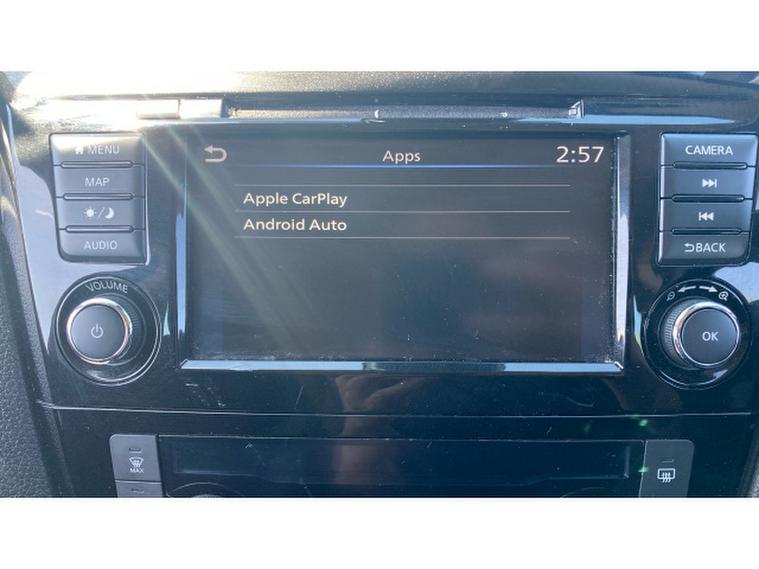 MENU
MAP
AUDIO
VOLUME
Apps 2:57
Apple CarPlay
Android Auto
CAMERA
BACK
OK
MAX